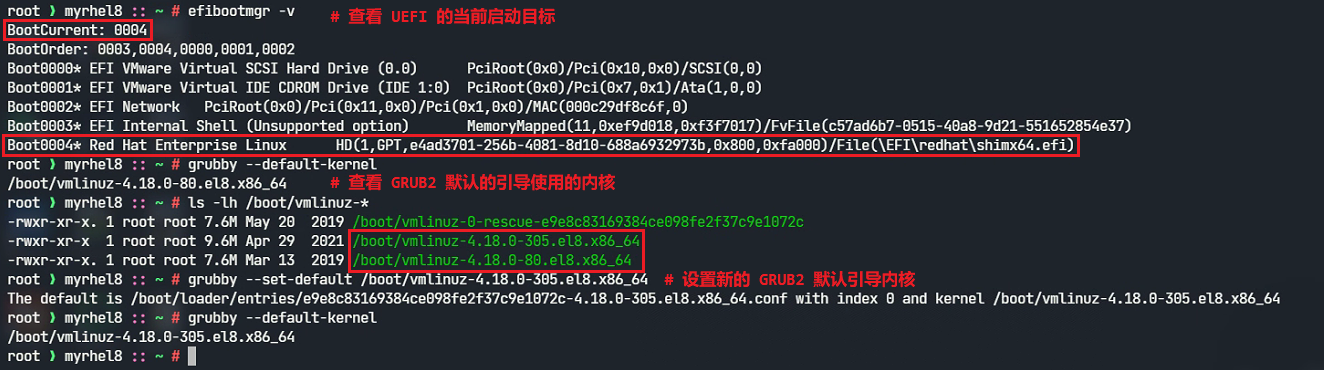 root ❯ myrhel8 :: ~ # efibootmgr -v # 查看 UEFI 的当前启动目标
BootCurrent: 0004
BootOrder: 0003,0004,0000,0001,0002
Boot0000* EFI VMware Virtual SCSI Hard Drive (0.0) PciRoot(0x0)/Pci(0x10,0x0)/SCSI(0,0)
Boot0001* EFI VMware Virtual IDE CDROM Drive (IDE 1:0) PciRoot(0x0)/Pci(0x7,0x1)/Ata(1,0,0)
Boot0002* EFI Network PciRoot(0x0)/Pci(0x11,0x0)/Pci(0x1,0x0)/MAC(000c29df8c6f,0)
Boot0003* EFI Internal Shell (Unsupported option) MemoryMapped(11,0xef9d018,0xf3f7017)/FvFile(c57ad6b7-0515-40a8-9d21-551652854e37)
Boot0004* Red Hat Enterprise Linux HD(1,GPT,e4ad3701-256b-4081-8d10-688a6932973b,0x800,0xfa000)/File(\EFI\redhat\shimx64.efi)
root ❯ myrhel8 :: ~ # grubby --default-kernel
/boot/vmlinuz-4.18.0-80.el8.x86_64 # 查看 GRUB2 默认的引导使用的内核
root ❯ myrhel8 :: ~ # ls -lh /boot/vmlinuz-*
-rwxr-xr-x. 1 root root 7.6M May 20 2019 /boot/vmlinuz-0-rescue-e9e8c83169384ce098fe2f37c9e1072c
-rwxr-xr-x 1 root root 9.6M Apr 29 2021 /boot/vmlinuz-4.18.0-305.el8.x86_64
-rwxr-xr-x. 1 root root 7.6M Mar 13 2019 /boot/vmlinuz-4.18.0-80.el8.x86_64
root ❯ myrhel8 :: ~ # grubby --set-default /boot/vmlinuz-4.18.0-305.el8.x86_64 # 设置新的 GRUB2 默认引导内核
The default is /boot/loader/entries/e9e8c83169384ce098fe2f37c9e1072c-4.18.0-305.el8.x86_64.conf with index 0 and kernel /boot/vmlinuz-4.18.0-305.el8.x86_64
root ❯ myrhel8 :: ~ # grubby --default-kernel
/boot/vmlinuz-4.18.0-305.el8.x86_64
root ❯ myrhel8 :: ~ #